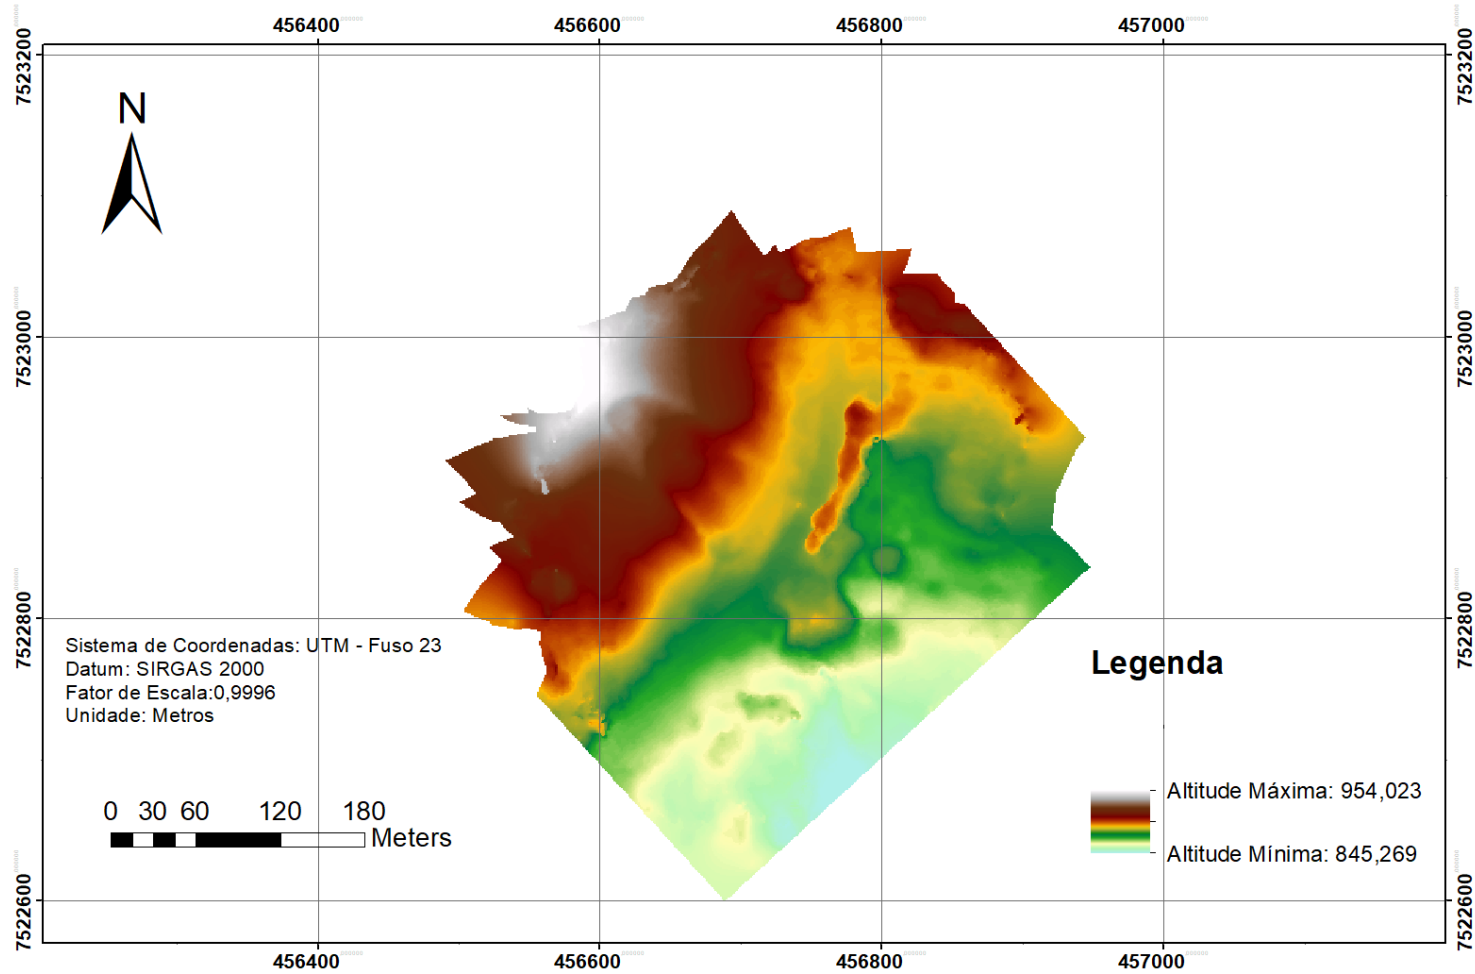 456400 456600 456800 457000
7523200 7523200
N
7523000 7523000
7522800 7522800
Sistema de Coordenadas: UTM - Fuso 23
Datum: SIRGAS 2000
Fator de Escala:0,9996
Unidade: Metros
Legenda
Altitude Máxima: 954,023
Altitude Mínima: 845,269
0 30 60 120 180
Meters
7522600 7522600
456400 456600 456800 457000